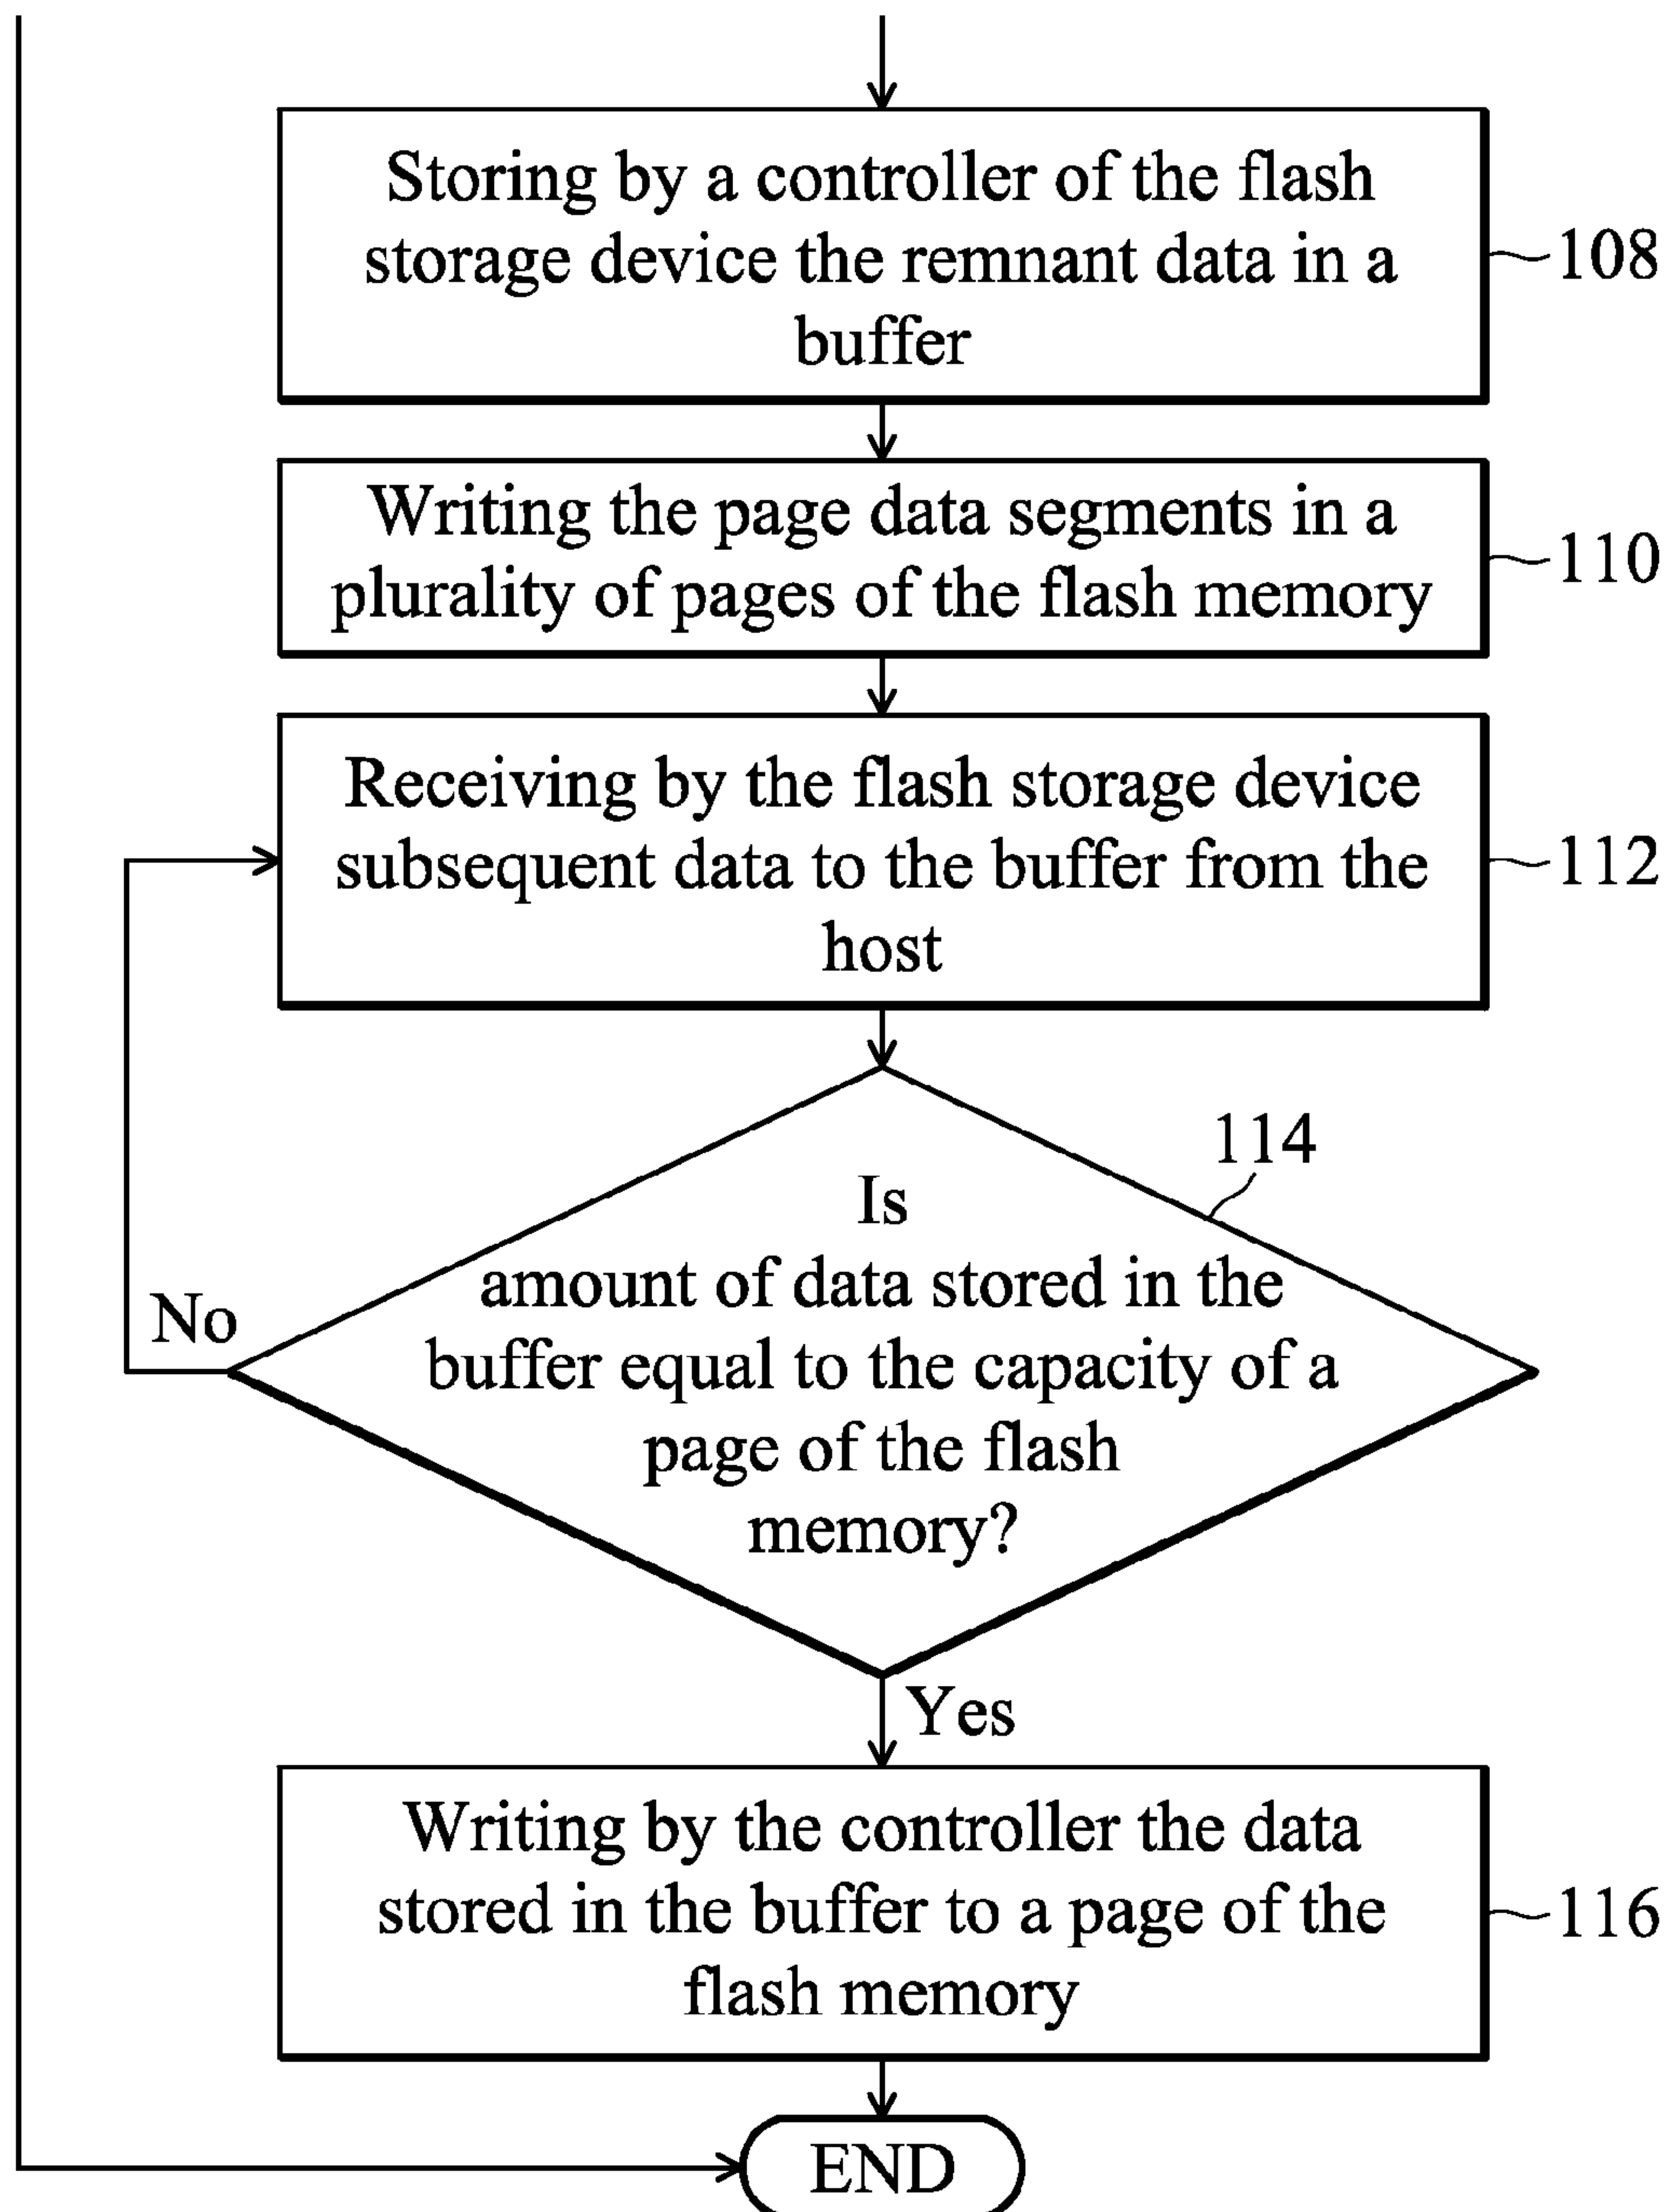 Storing by a controller of the flash
storage device the remnant data in a
buffer
108
Writing the page data segments in a
plurality of pages of the flash memory
110
Receiving by the flash storage device
subsequent data to the buffer from the
host
112
114
Is
amount of data stored in the
buffer equal to the capacity of a
page of the flash
memory?
No
Yes
Writing by the controller the data
stored in the buffer to a page of the
flash memory
116
END